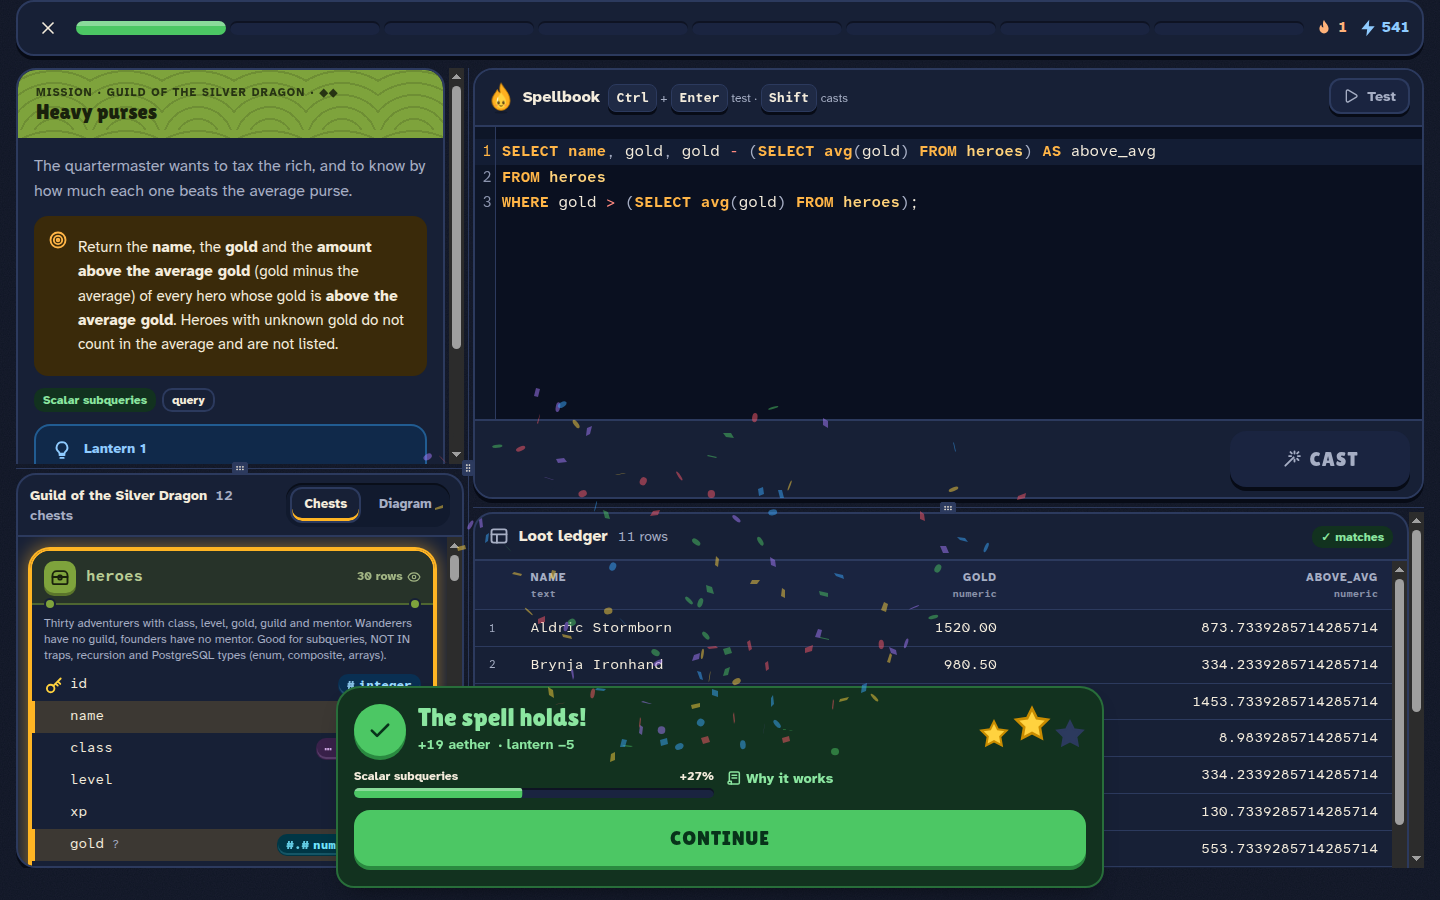 1
541
MISSION · GUILD OF THE SILVER DRAGON · ◆◆
Heavy purses
The quartermaster wants to tax the rich, and to know by
how much each one beats the average purse.
Return the name, the gold and the amount
above the average gold (gold minus the
average) of every hero whose gold is above the
average gold. Heroes with unknown gold do not
count in the average and are not listed.
Scalar subqueries
query
Lantern 1
Guild of the Silver Dragon 12
chests
Chests
Diagram
heroes
30 rows
Thirty adventurers with class, level, gold, guild and mentor. Wanderers
have no guild, founders have no mentor. Good for subqueries, NOT IN
traps, recursion and PostgreSQL types (enum, composite, arrays).
id
# integer
name
class
level
xp
gold ?
#.# num
Spellbook Ctrl + Enter test · Shift casts
Test
1 SELECT name, gold, gold - (SELECT avg(gold) FROM heroes) AS above_avg
2 FROM heroes
3 WHERE gold > (SELECT avg(gold) FROM heroes);
CAST
Loot ledger 11 rows
✓ matches
NAME GOLD ABOVE_AVG
text numeric numeric
1 Aldric Stormborn 1520.00 873.7339285714285714
2 Brynja Ironhand 980.50 334.2339285714285714
1453.7339285714285714
8.9839285714285714
334.2339285714285714
130.7339285714285714
553.7339285714285714
The spell holds!
+19 aether · lantern −5
Scalar subqueries +27%
Why it works
CONTINUE